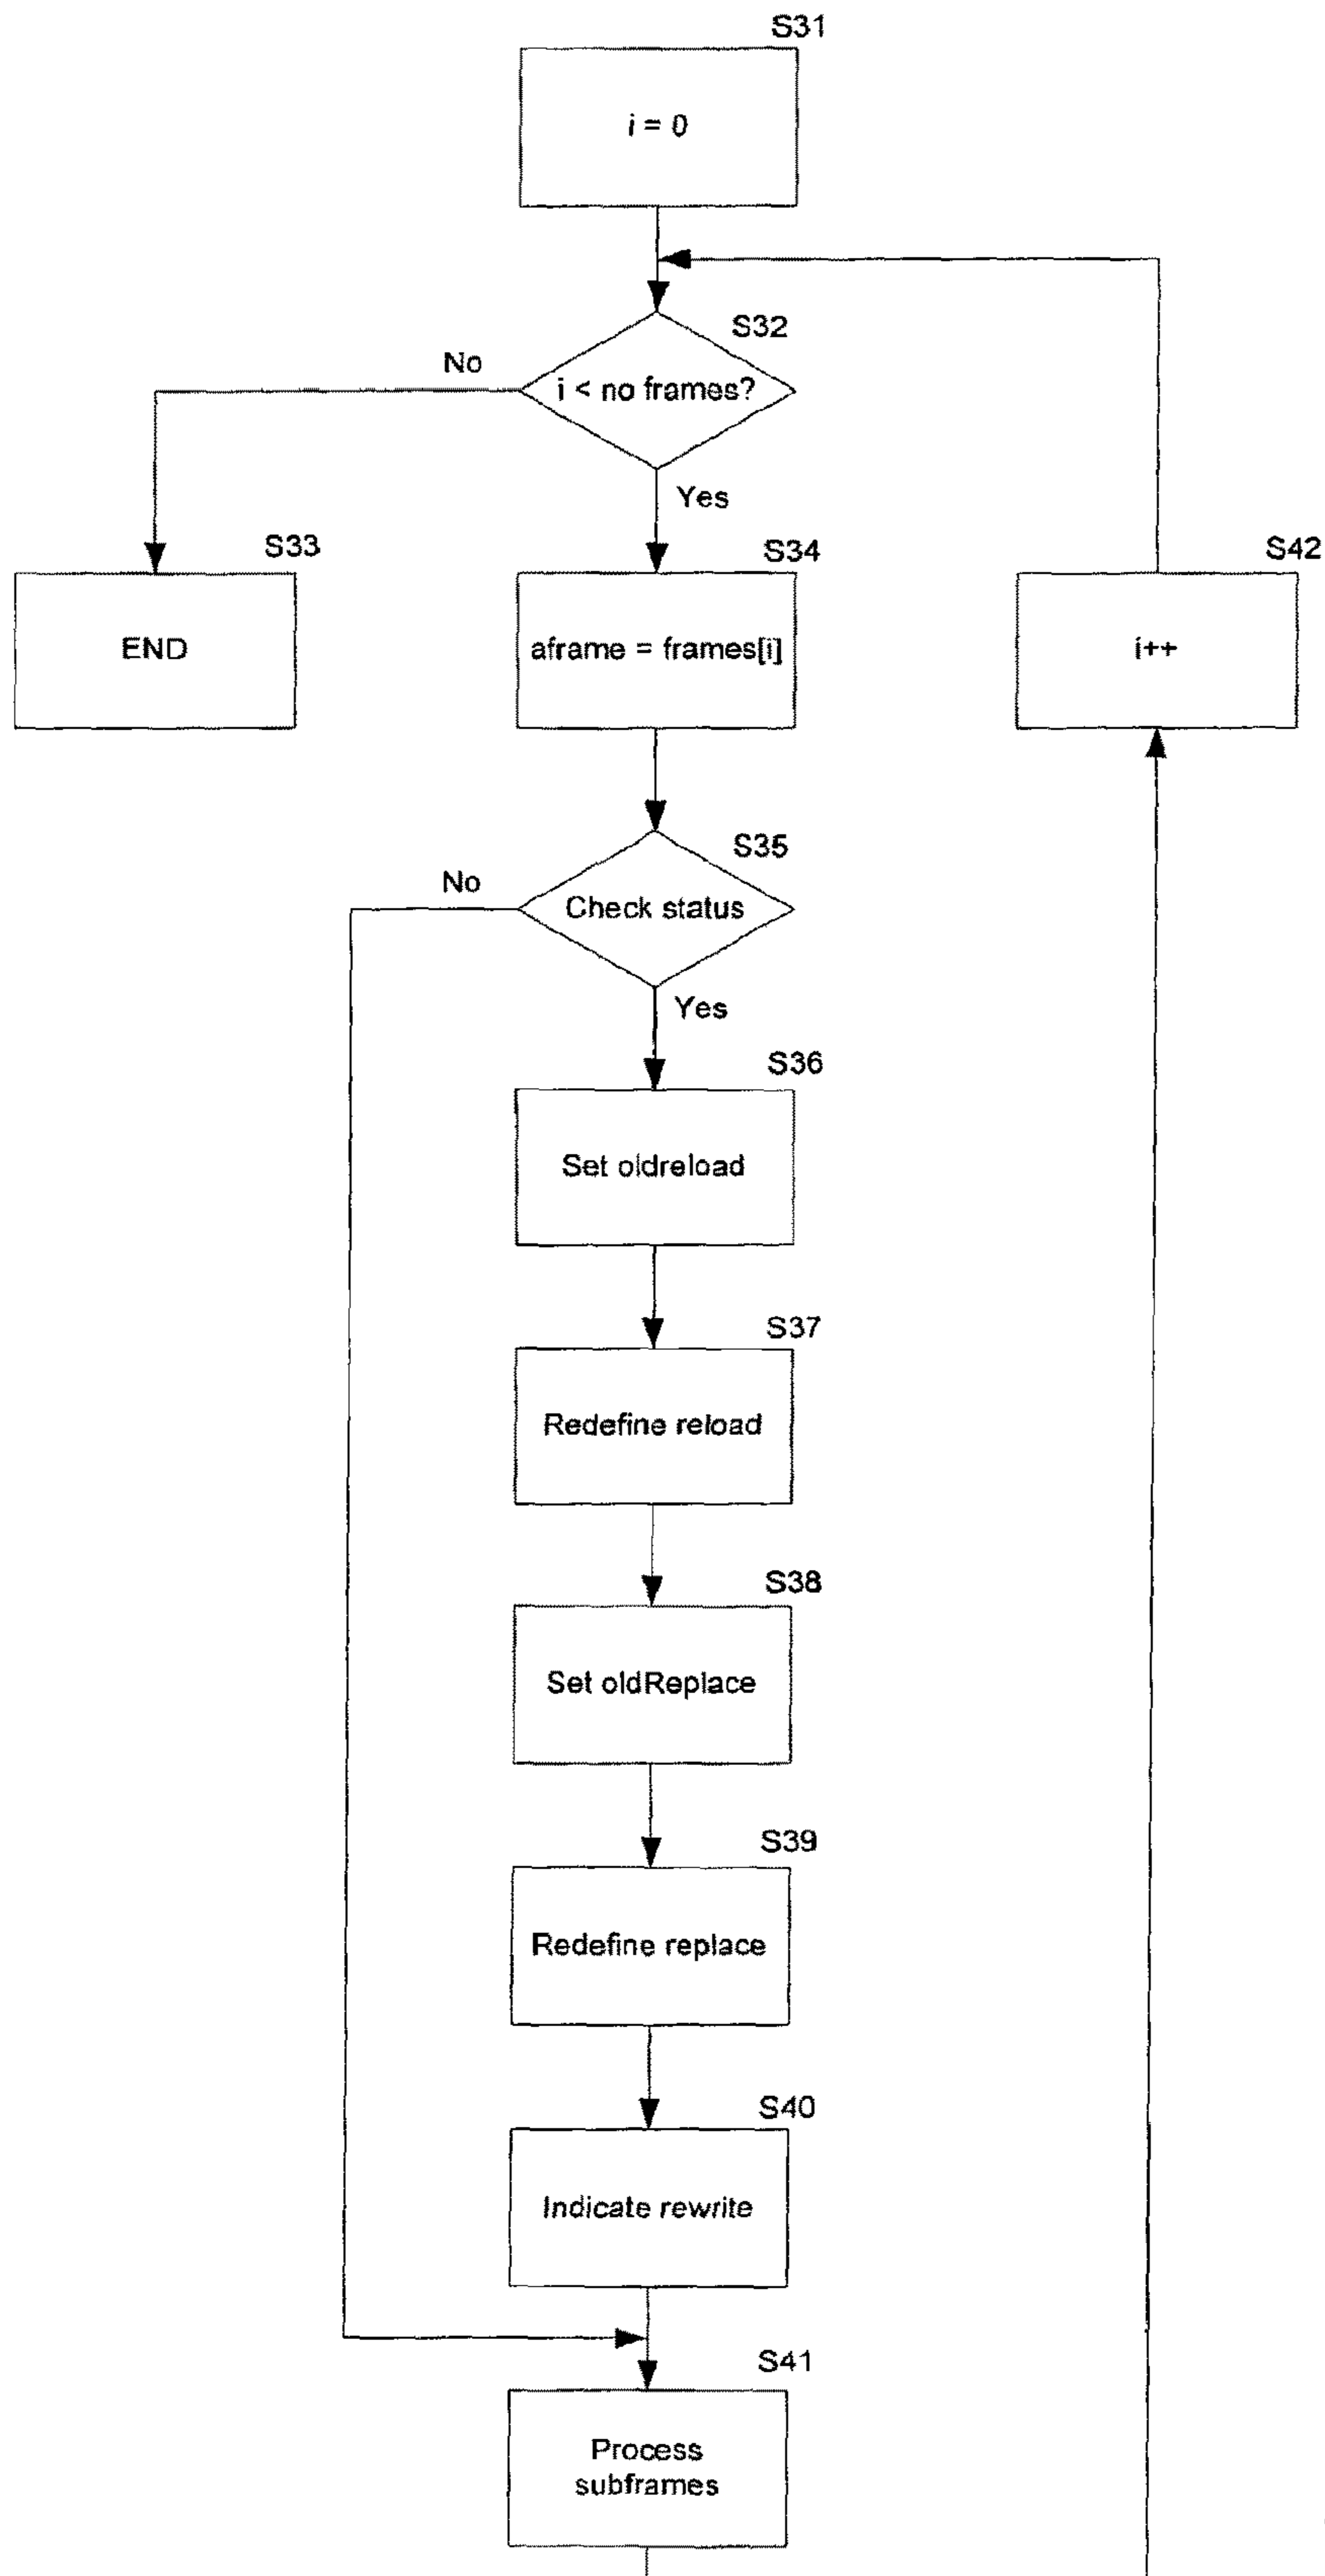 S31
i = 0
S32
No
i < no frames?
Yes
S33
S34
S42
END
aframe = frames[i]
i++
S35
No
Check status
Yes
S36
Set oldreload
S37
Redefine reload
S38
Set oldReplace
S39
Redefine replace
S40
Indicate rewrite
S41
Process
subframes